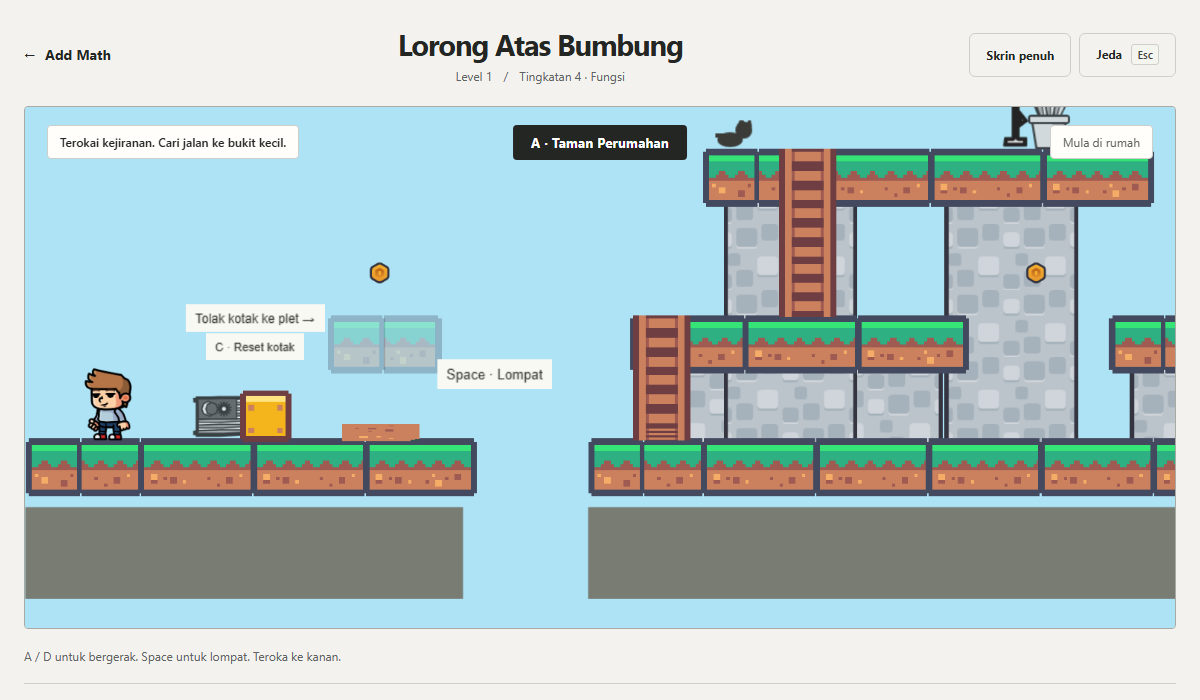 ← Add Math
Lorong Atas Bumbung
Level 1 / Tingkatan 4 · Fungsi
Skrin penuh
Jeda Esc
Terokai kejiranan. Cari jalan ke bukit kecil.
A · Taman Perumahan
Mula di rumah
Tolak kotak ke plet →
C · Reset kotak
Space · Lompat
A / D untuk bergerak. Space untuk lompat. Teroka ke kanan.